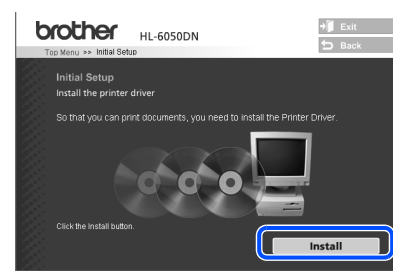 brother
HL-6050DN
Exit
Back
Top Menu >> Initial Setup
Initial Setup
Install the printer driver
So that you can print documents, you need to install the Printer Driver.
Click the Install button.
Install